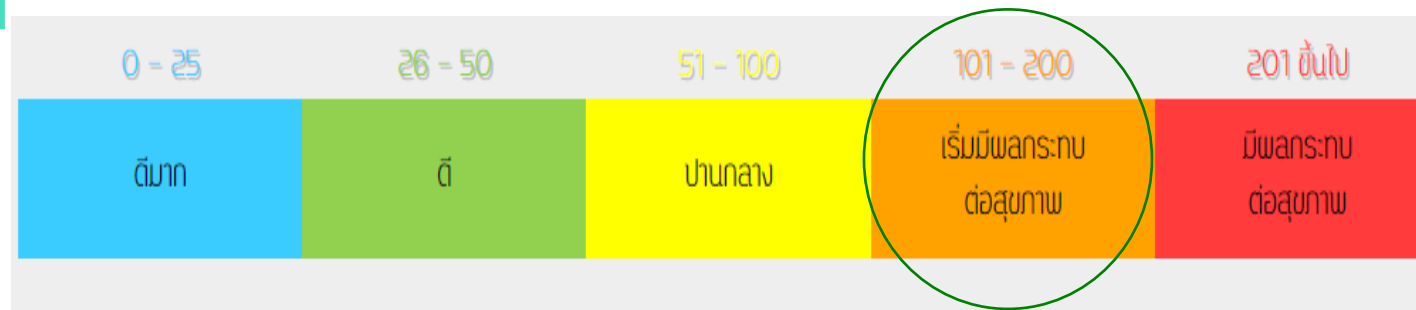 0 - 25
26 - 50
51 - 100
101 - 200
201 ขึ้นไป
ดีมาก
ดี
ปานกลาง
เริ่มมีผลกระทบ
ต่อสุขภาพ
มีผลกระทบ
ต่อสุขภาพ